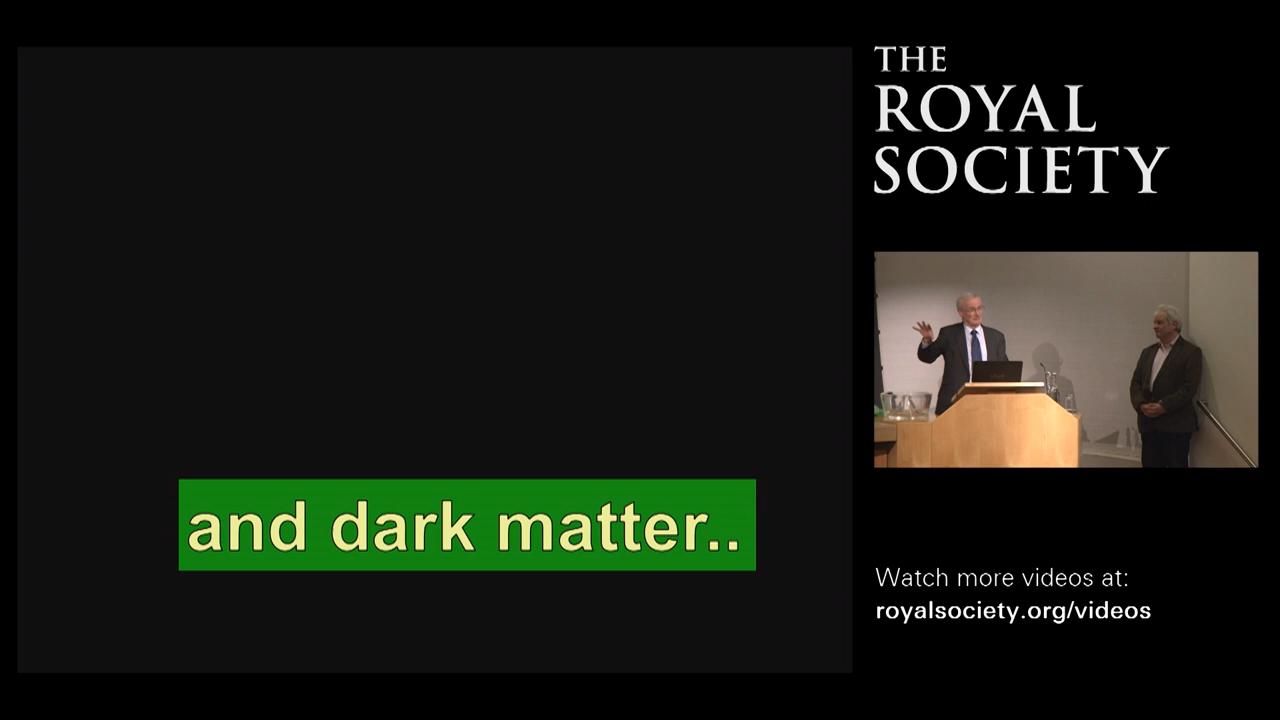 THE
ROYAL
SOCIETY
and dark matter..
Watch more videos at:
royalsociety.org/videos